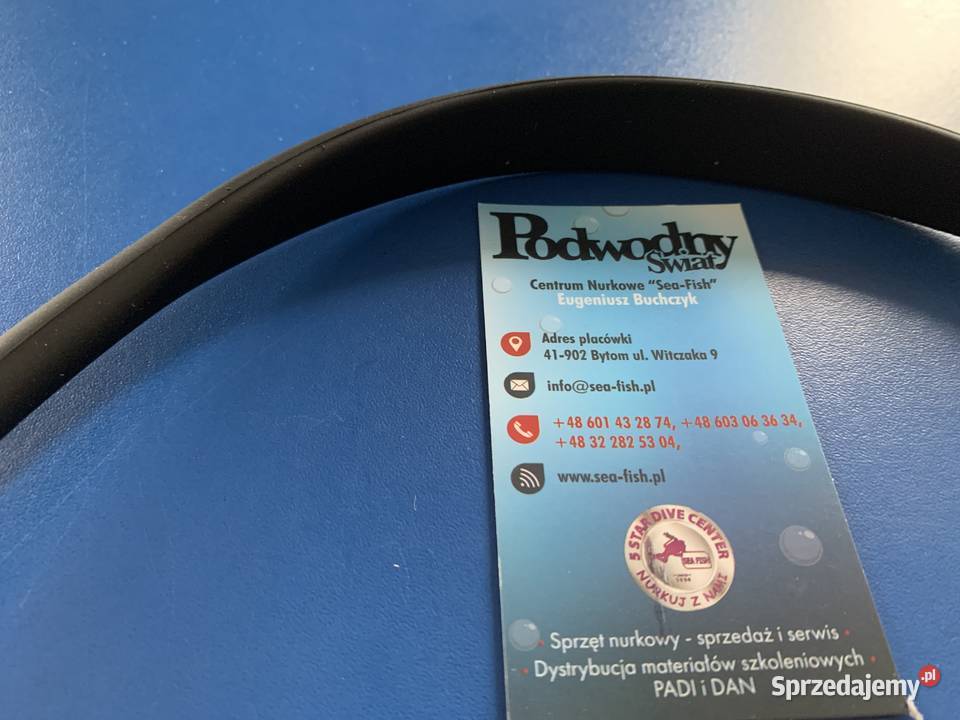 Podwodny
Świat
Centrum Nurkowe "Sea-Fish"
Eugeniusz Buchczyk
Adres placówki
41-902 Bytom ul. Witczaka 9
info@sea-fish.pl
+48 601 43 28 74, +48 603 06 36 34,
+48 32 282 53 04,
www.sea-fish.pl
5 STAR DIVE CENTER
SEA FISH
NURKUJ Z NAMI
• Sprzęt nurkowy - sprzedaż i serwis •
• Dystrybucja materiałów szkoleniowych •
PADI i DAN
Sprzedajemy.pl